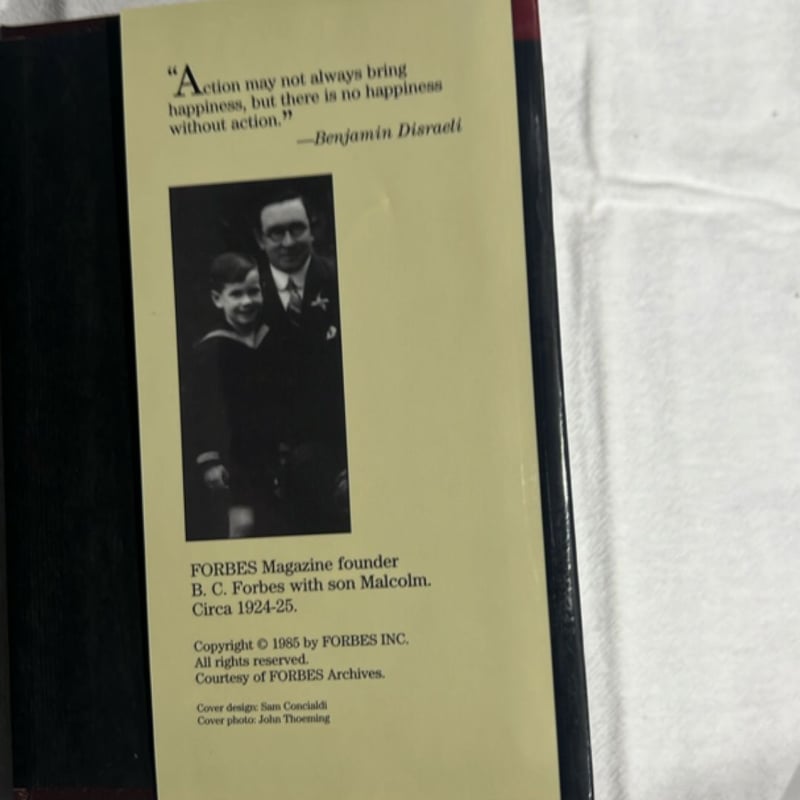 “Action may not always bring
happiness, but there is no happiness
without action.”
—Benjamin Disraeli
FORBES Magazine founder
B. C. Forbes with son Malcolm.
Circa 1924-25.
Copyright © 1985 by FORBES INC.
All rights reserved.
Courtesy of FORBES Archives.
Cover design: Sam Concialdi
Cover photo: John Thoeming